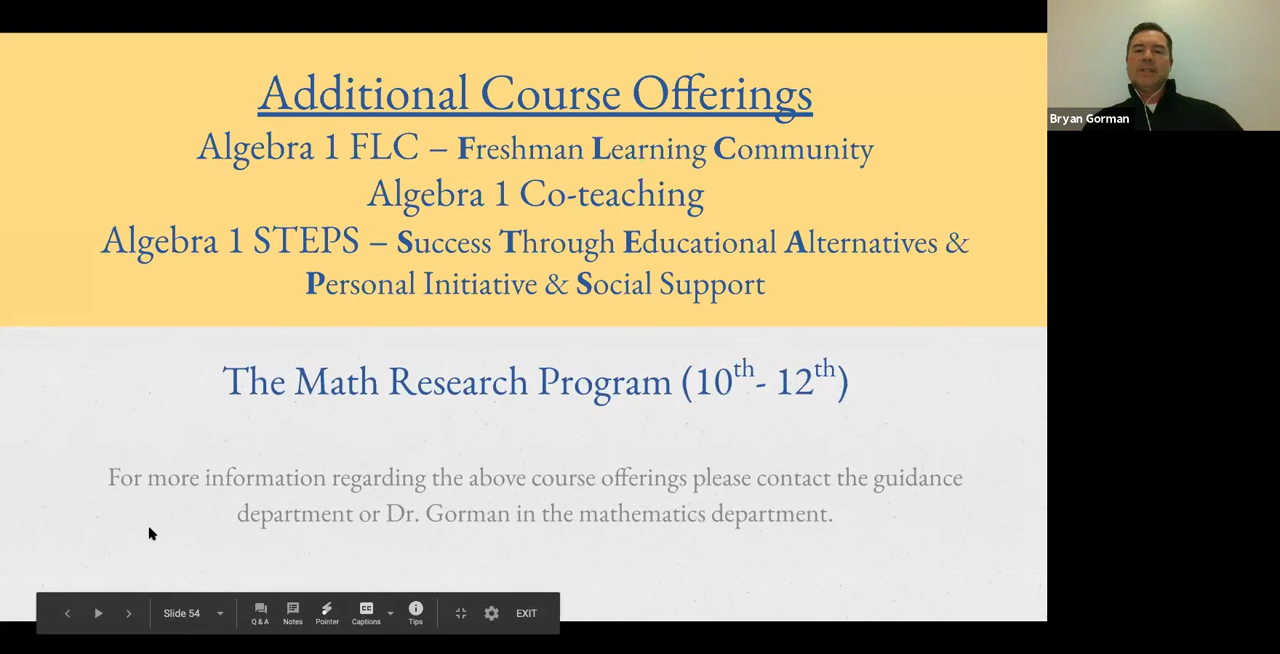 Additional Course Offerings
Algebra 1 FLC – Freshman Learning Community
Algebra 1 Co-teaching
Algebra 1 STEPS – Success Through Educational Alternatives &
Personal Initiative & Social Support
The Math Research Program (10th- 12th)
For more information regarding the above course offerings please contact the guidance
department or Dr. Gorman in the mathematics department.
Bryan Gorman
Slide 54
Q & A
Notes
Pointer
CC
Captions
Tips
EXIT